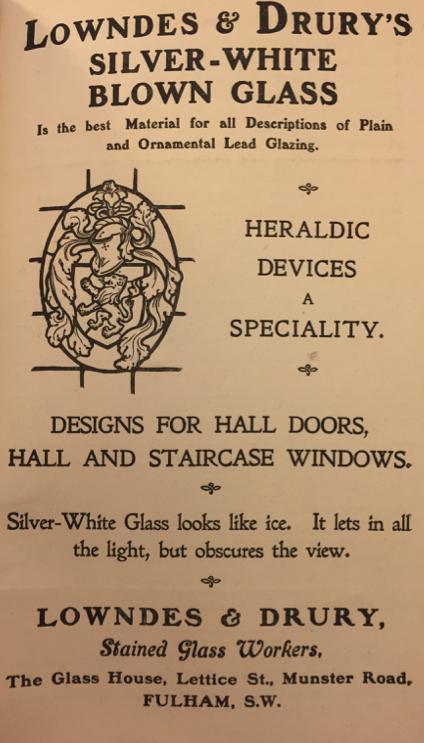 LOWNDES & DRURY'S
SILVER-WHITE
BLOWN GLASS
Is the best Material for all Descriptions of Plain
and Ornamental Lead Glazing.
HERALDIC
DEVICES
A
SPECIALITY.
DESIGNS FOR HALL DOORS,
HALL AND STAIRCASE WINDOWS.
Silver-White Glass looks like ice. It lets in all
the light, but obscures the view.
LOWNDES & DRURY,
Stained Glass Workers,
The Glass House, Lettice St., Munster Road,
FULHAM, S.W.